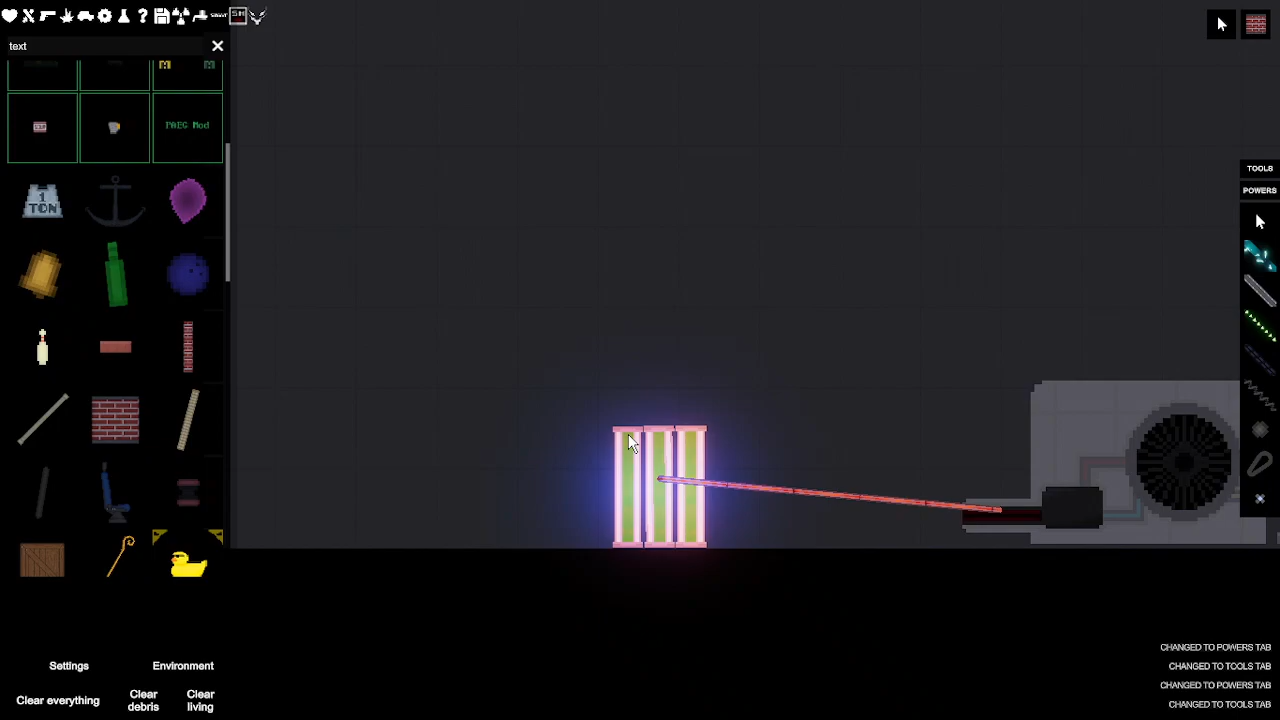 text
PAEG Mod
1
TON
TOOLS
POWERS
Settings
Environment
Clear everything
Clear
debris
Clear
living
CHANGED TO POWERS TAB
CHANGED TO TOOLS TAB
CHANGED TO POWERS TAB
CHANGED TO TOOLS TAB